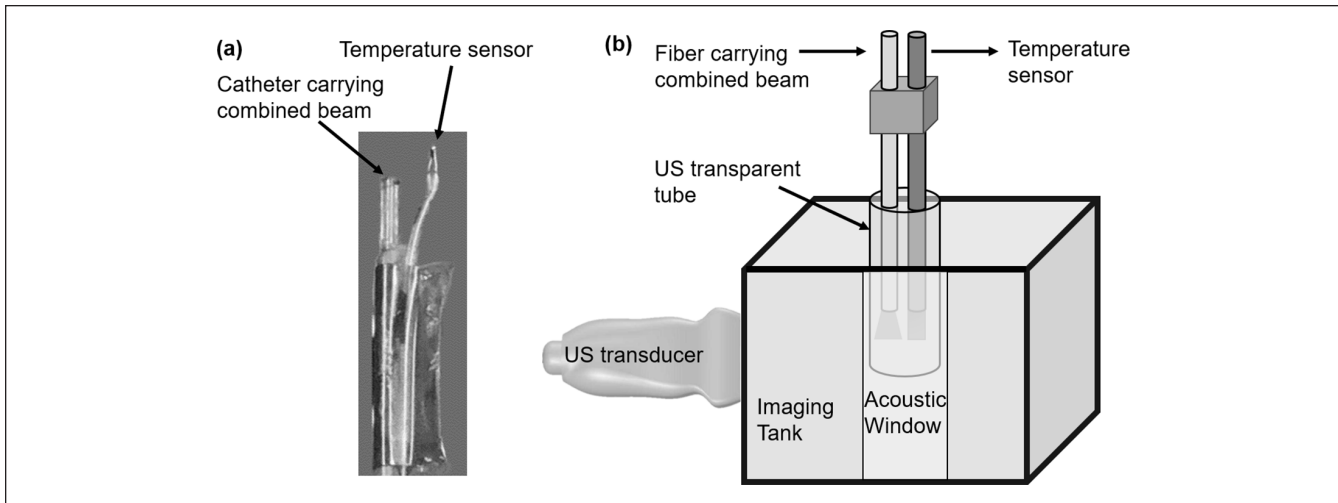 (a)
Temperature sensor
Catheter carrying
combined beam
(b)
Fiber carrying
combined beam
Temperature
sensor
US transparent
tube
US transducer
Imaging
Tank
Acoustic
Window